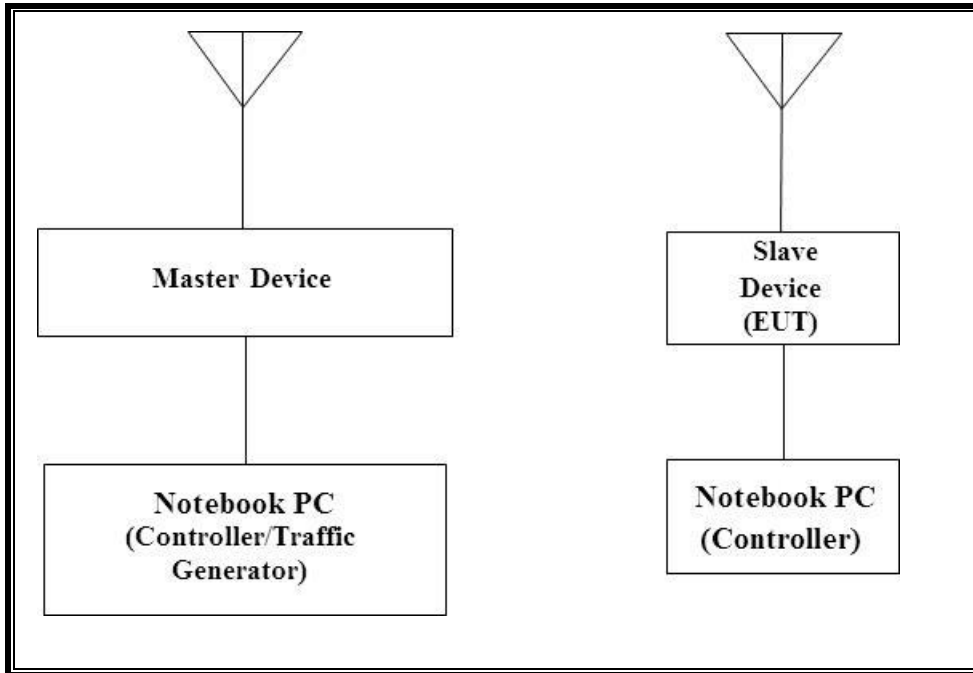 Master Device
Slave
Device
(EUT)
Notebook PC
(Controller/Traffic
Generator)
Notebook PC
(Controller)